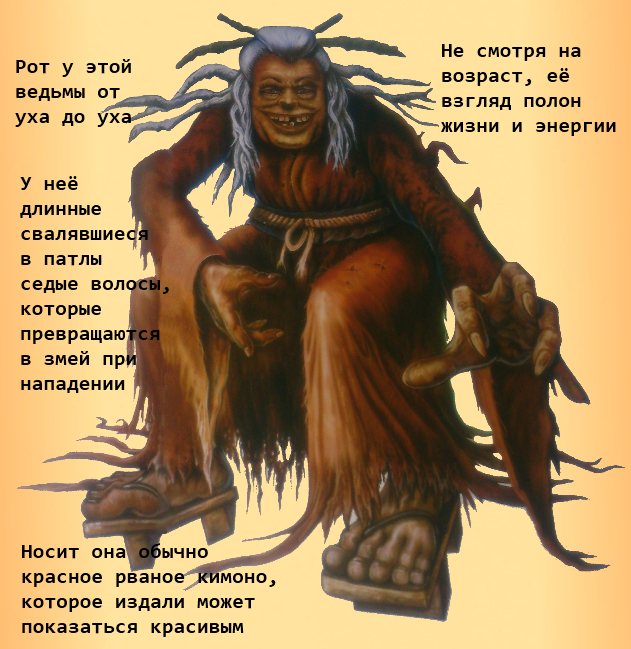 Рот у этой
ведьмы от
уха до уха
Не смотря на
возраст, её
взгляд полон
жизни и энергии
У неё
длинные
свалявшиеся
в патлы
седые волосы,
которые
превращаются
в змей при
нападении
Носит она обычно
красное рваное кимоно,
которое издали может
показаться красивым